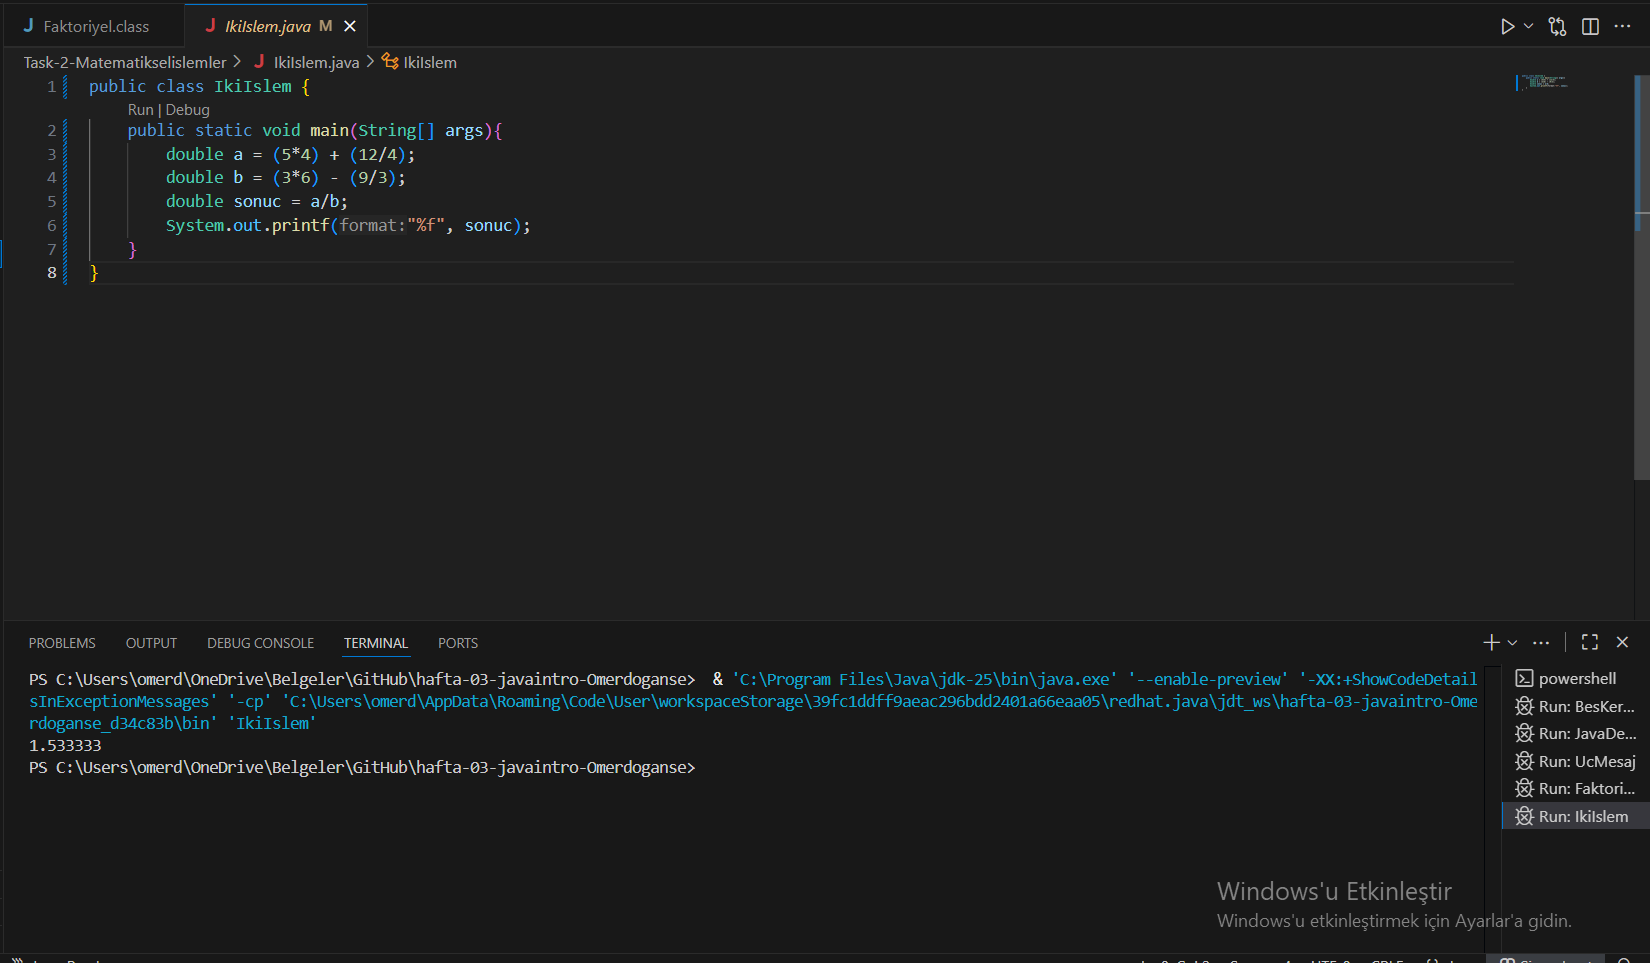 Faktoriyel.class
IkiIslem.java M
Task-2-Matematikselislemler > IkiIslem.java > IkiIslem
1 public class IkiIslem {
Run | Debug
2 public static void main(String[] args){
3 double a = (5*4) + (12/4);
4 double b = (3*6) - (9/3);
5 double sonuc = a/b;
6 System.out.printf(format:"%f", sonuc);
7 }
8 }
PROBLEMS OUTPUT DEBUG CONSOLE TERMINAL PORTS
PS C:\Users\omerd\OneDrive\Belgeler\GitHub\hafta-03-javaintro-Omerdoganse> & 'C:\Program Files\Java\jdk-25\bin\java.exe' '--enable-preview' '-XX:+ShowCodeDetail
sInExceptionMessages' '-cp' 'C:\Users\omerd\AppData\Roaming\Code\User\workspaceStorage\39fc1ddff9aeac296bdd2401a66eaa05\redhat.java\jdt_ws\hafta-03-javaintro-Ome
rdoganse_d34c83b\bin' 'IkiIslem'
1.533333
PS C:\Users\omerd\OneDrive\Belgeler\GitHub\hafta-03-javaintro-Omerdoganse>
powershell
Run: BesKer...
Run: JavaDe...
Run: UcMesaj
Run: Faktori...
Run: IkiIslem
Windows'u Etkinleştir
Windows'u etkinleştirmek için Ayarlar'a gidin.